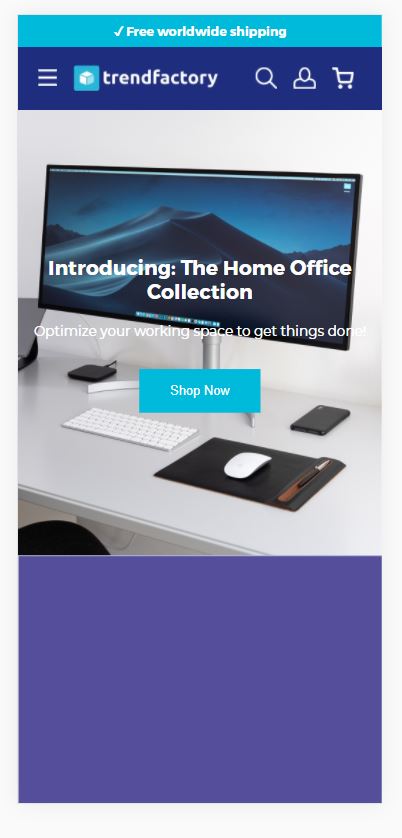 ✓ Free worldwide shipping
trendfactory
Introducing: The Home Office
Collection
Optimize your working space to get things done!
Shop Now